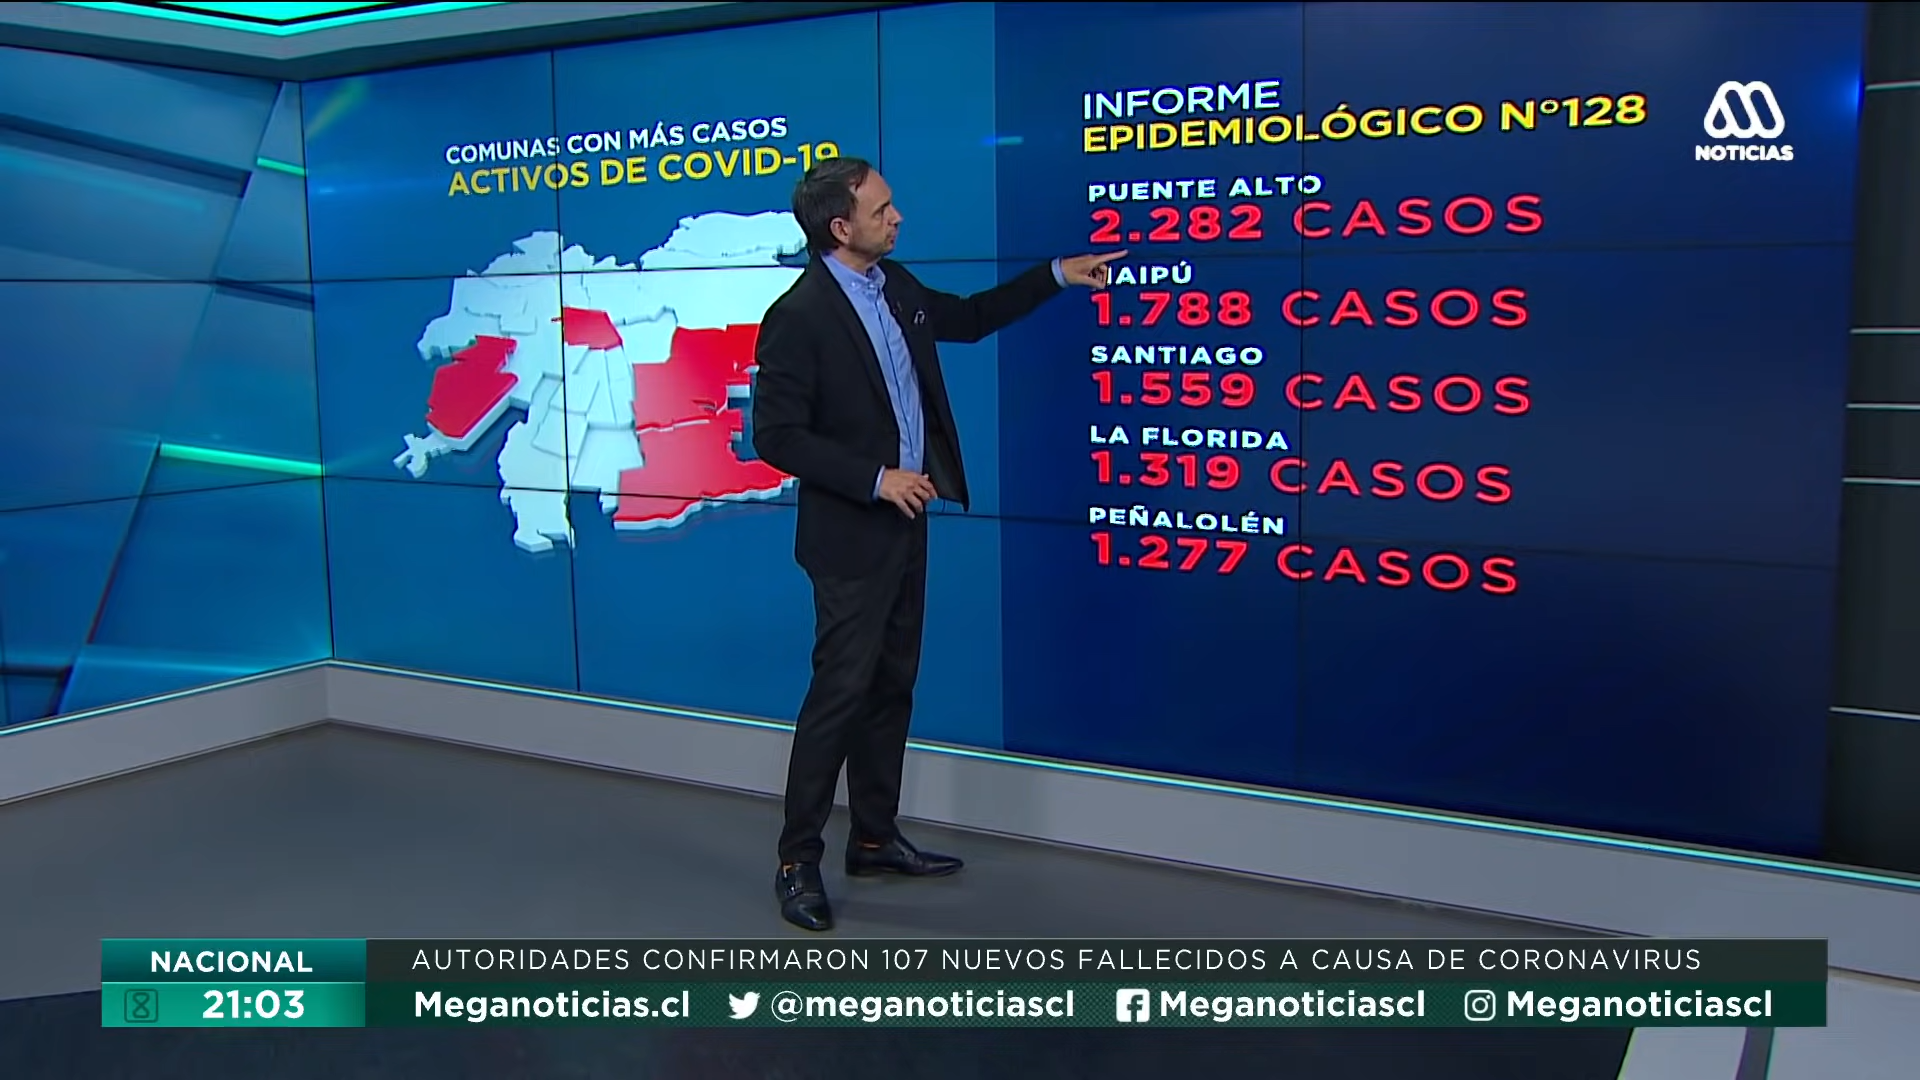 COMUNAS CON MÁS CASOS
ACTIVOS DE COVID-19
INFORME
EPIDEMIOLÓGICO N°128
PUENTE ALTO
2.282 CASOS
MAIPÚ
1.788 CASOS
SANTIAGO
1.559 CASOS
LA FLORIDA
1.319 CASOS
PEÑALOLÉN
1.277 CASOS
NOTICIAS
NACIONAL
21:03
AUTORIDADES CONFIRMARON 107 NUEVOS FALLECIDOS A CAUSA DE CORONAVIRUS
Meganoticias.cl @meganoticiascl Meganoticiascl Meganoticiascl